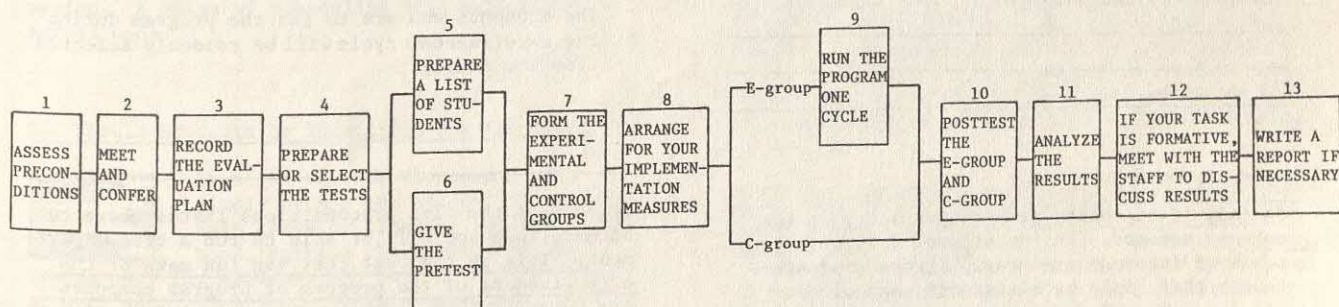 1
ASSESS
PRECON-
DITIONS
2
MEET
AND
CONFER
3
RECORD
THE EVAL-
UATION
PLAN
4
PREPARE
OR SELECT
THE TESTS
5
PREPARE
A LIST
OF STU-
DENTS
6
GIVE
THE
PRETEST
7
FORM THE
EXPERI-
MENTAL
AND
CONTROL
GROUPS
8
ARRANGE
FOR YOUR
IMPLEMEN-
TATION
MEASURES
E-group
9
RUN THE
PROGRAM
ONE
CYCLE
C-group
10
POSTTEST
THE
E-GROUP
AND
C-GROUP
11
ANALYZE
THE
RESULTS
12
IF YOUR TASK
IS FORMATIVE,
MEET WITH THE
STAFF TO DIS-
CUSS RESULTS
13
WRITE A
REPORT IF
NECESSARY